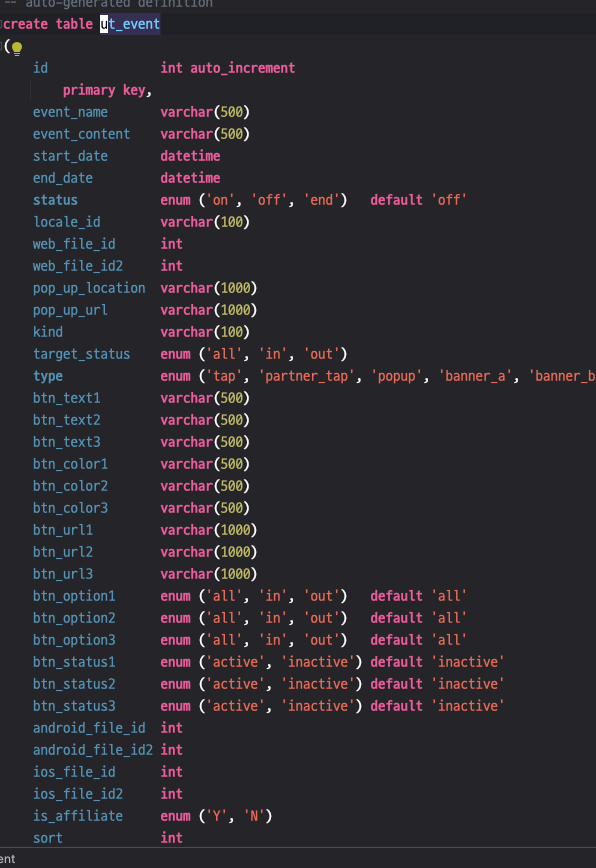 -- auto-generated definition
create table ut_event
(
id int auto_increment
primary key,
event_name varchar(500)
event_content varchar(500)
start_date datetime
end_date datetime
status enum ('on', 'off', 'end') default 'off'
locale_id varchar(100)
web_file_id int
web_file_id2 int
pop_up_location varchar(1000)
pop_up_url varchar(1000)
kind varchar(100)
target_status enum ('all', 'in', 'out')
type enum ('tap', 'partner_tap', 'popup', 'banner_a', 'banner_b
btn_text1 varchar(500)
btn_text2 varchar(500)
btn_text3 varchar(500)
btn_color1 varchar(500)
btn_color2 varchar(500)
btn_color3 varchar(500)
btn_url1 varchar(1000)
btn_url2 varchar(1000)
btn_url3 varchar(1000)
btn_option1 enum ('all', 'in', 'out') default 'all'
btn_option2 enum ('all', 'in', 'out') default 'all'
btn_option3 enum ('all', 'in', 'out') default 'all'
btn_status1 enum ('active', 'inactive') default 'inactive'
btn_status2 enum ('active', 'inactive') default 'inactive'
btn_status3 enum ('active', 'inactive') default 'inactive'
android_file_id int
android_file_id2 int
ios_file_id int
ios_file_id2 int
is_affiliate enum ('Y', 'N')
sort int
ent